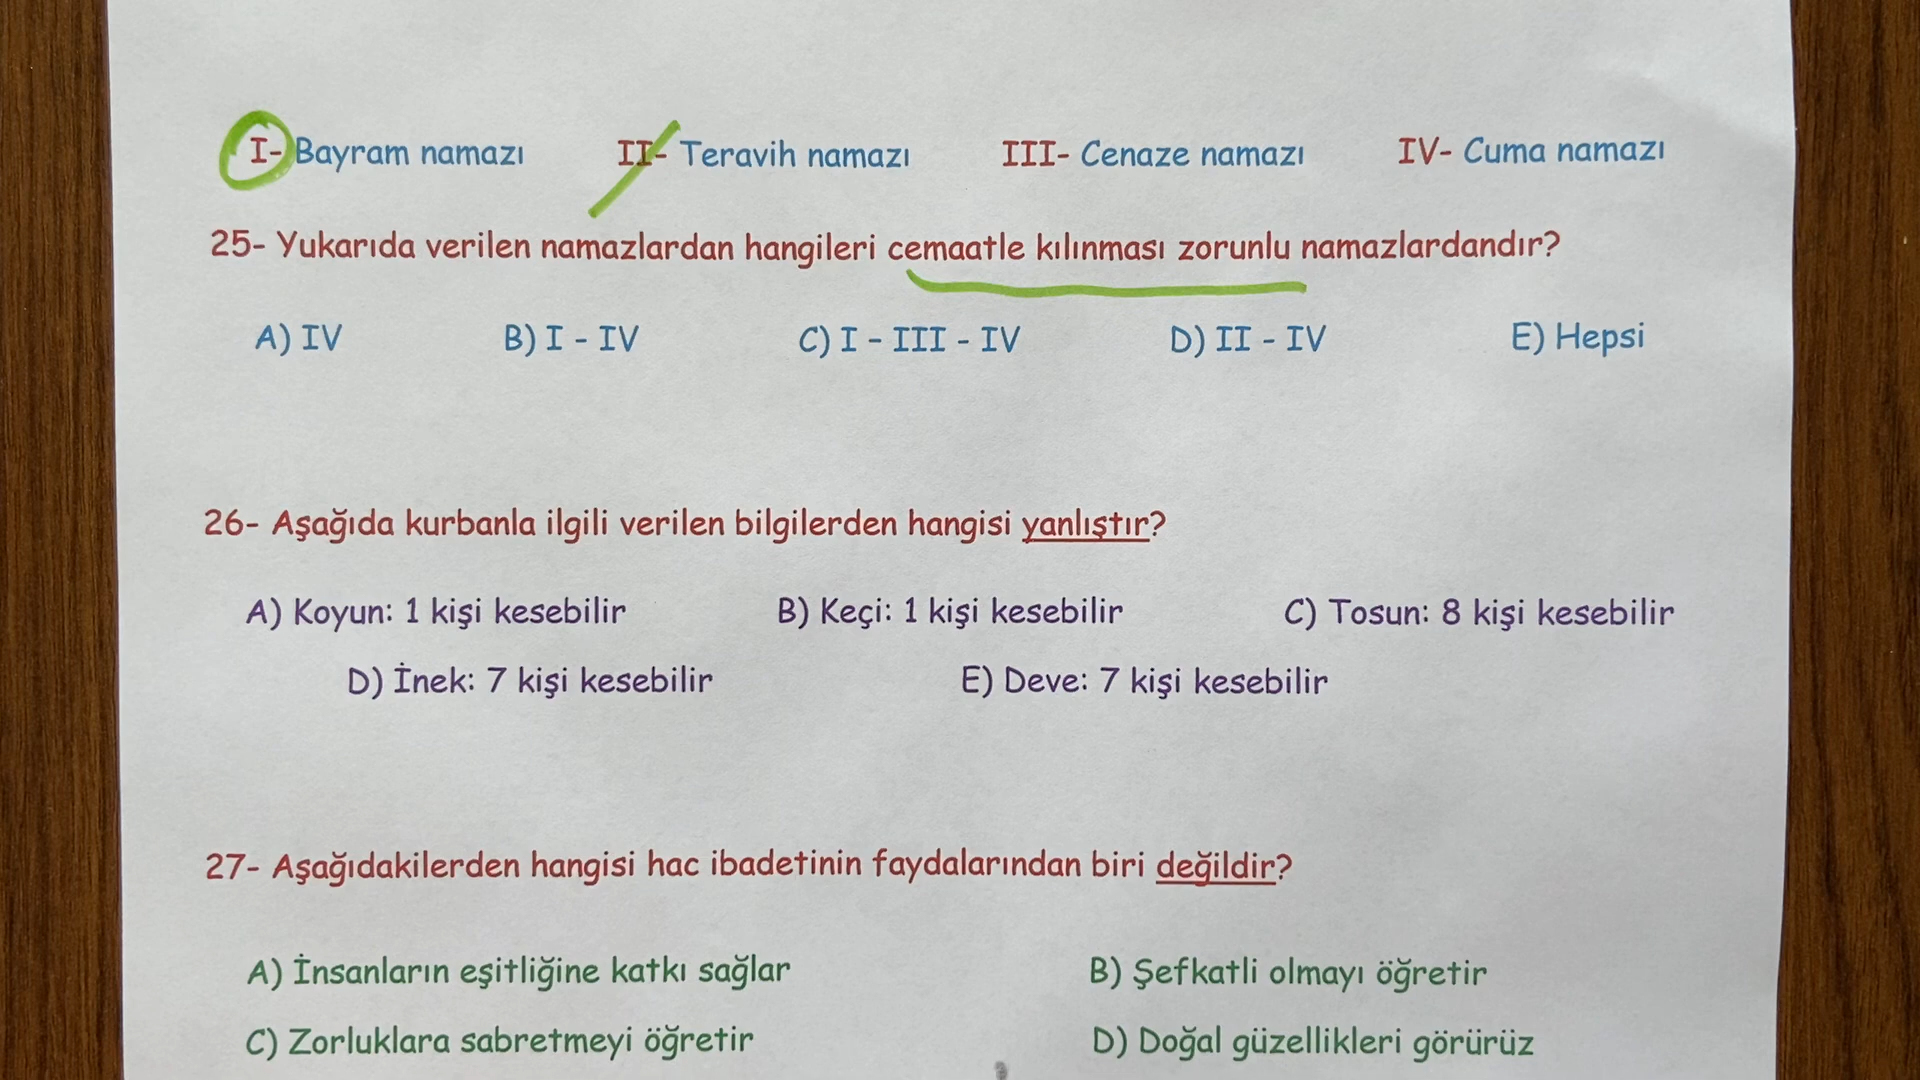 I- Bayram namazı II- Teravih namazı III- Cenaze namazı IV- Cuma namazı
25- Yukarıda verilen namazlardan hangileri cemaatle kılınması zorunlu namazlardandır?
A) IV B) I - IV C) I - III - IV D) II - IV E) Hepsi
26- Aşağıda kurbanla ilgili verilen bilgilerden hangisi yanlıştır?
A) Koyun: 1 kişi kesebilir B) Keçi: 1 kişi kesebilir C) Tosun: 8 kişi kesebilir
D) İnek: 7 kişi kesebilir E) Deve: 7 kişi kesebilir
27- Aşağıdakilerden hangisi hac ibadetinin faydalarından biri değildir?
A) İnsanların eşitliğine katkı sağlar B) Şefkatli olmayı öğretir
C) Zorluklara sabretmeyi öğretir D) Doğal güzellikleri görürüz